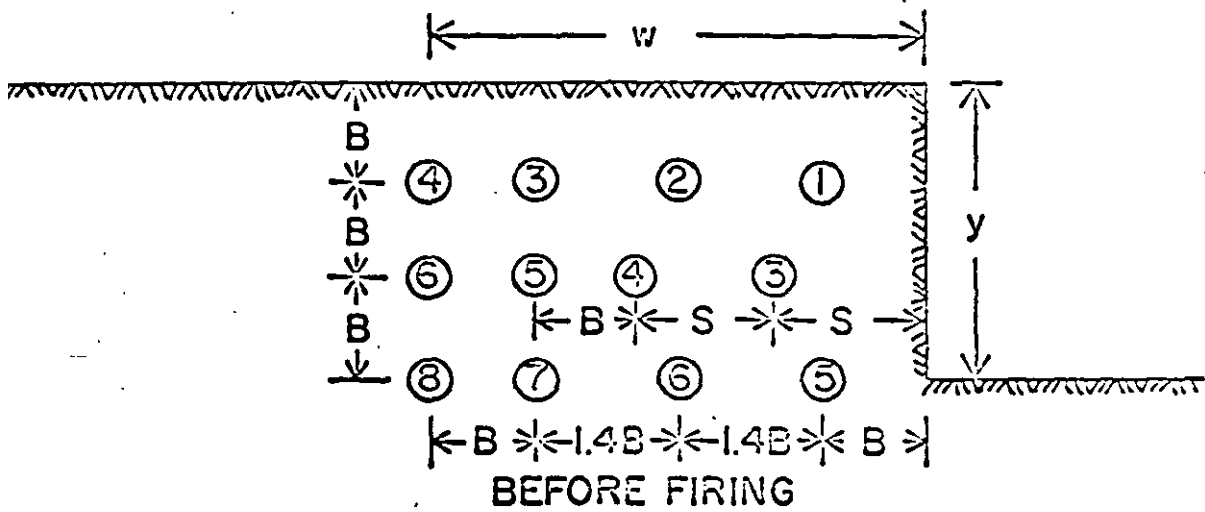 W
B
④ ③ ② ①
y
B
⑥ ⑤ ④ ③
B
B S S
⑧ ⑦ ⑥ ⑤
B 1.4B 1.4B B
BEFORE FIRING